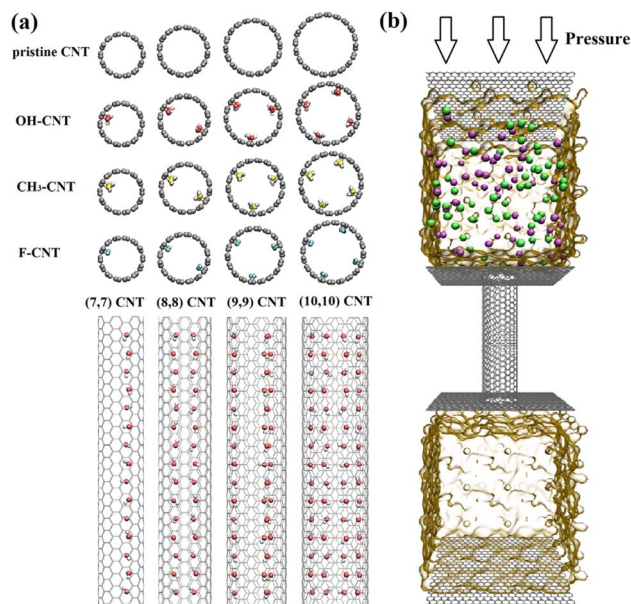 (a)
(b)
pristine CNT
Pressure
OH-CNT
CH₃-CNT
F-CNT
(7,7) CNT (8,8) CNT (9,9) CNT (10,10) CNT